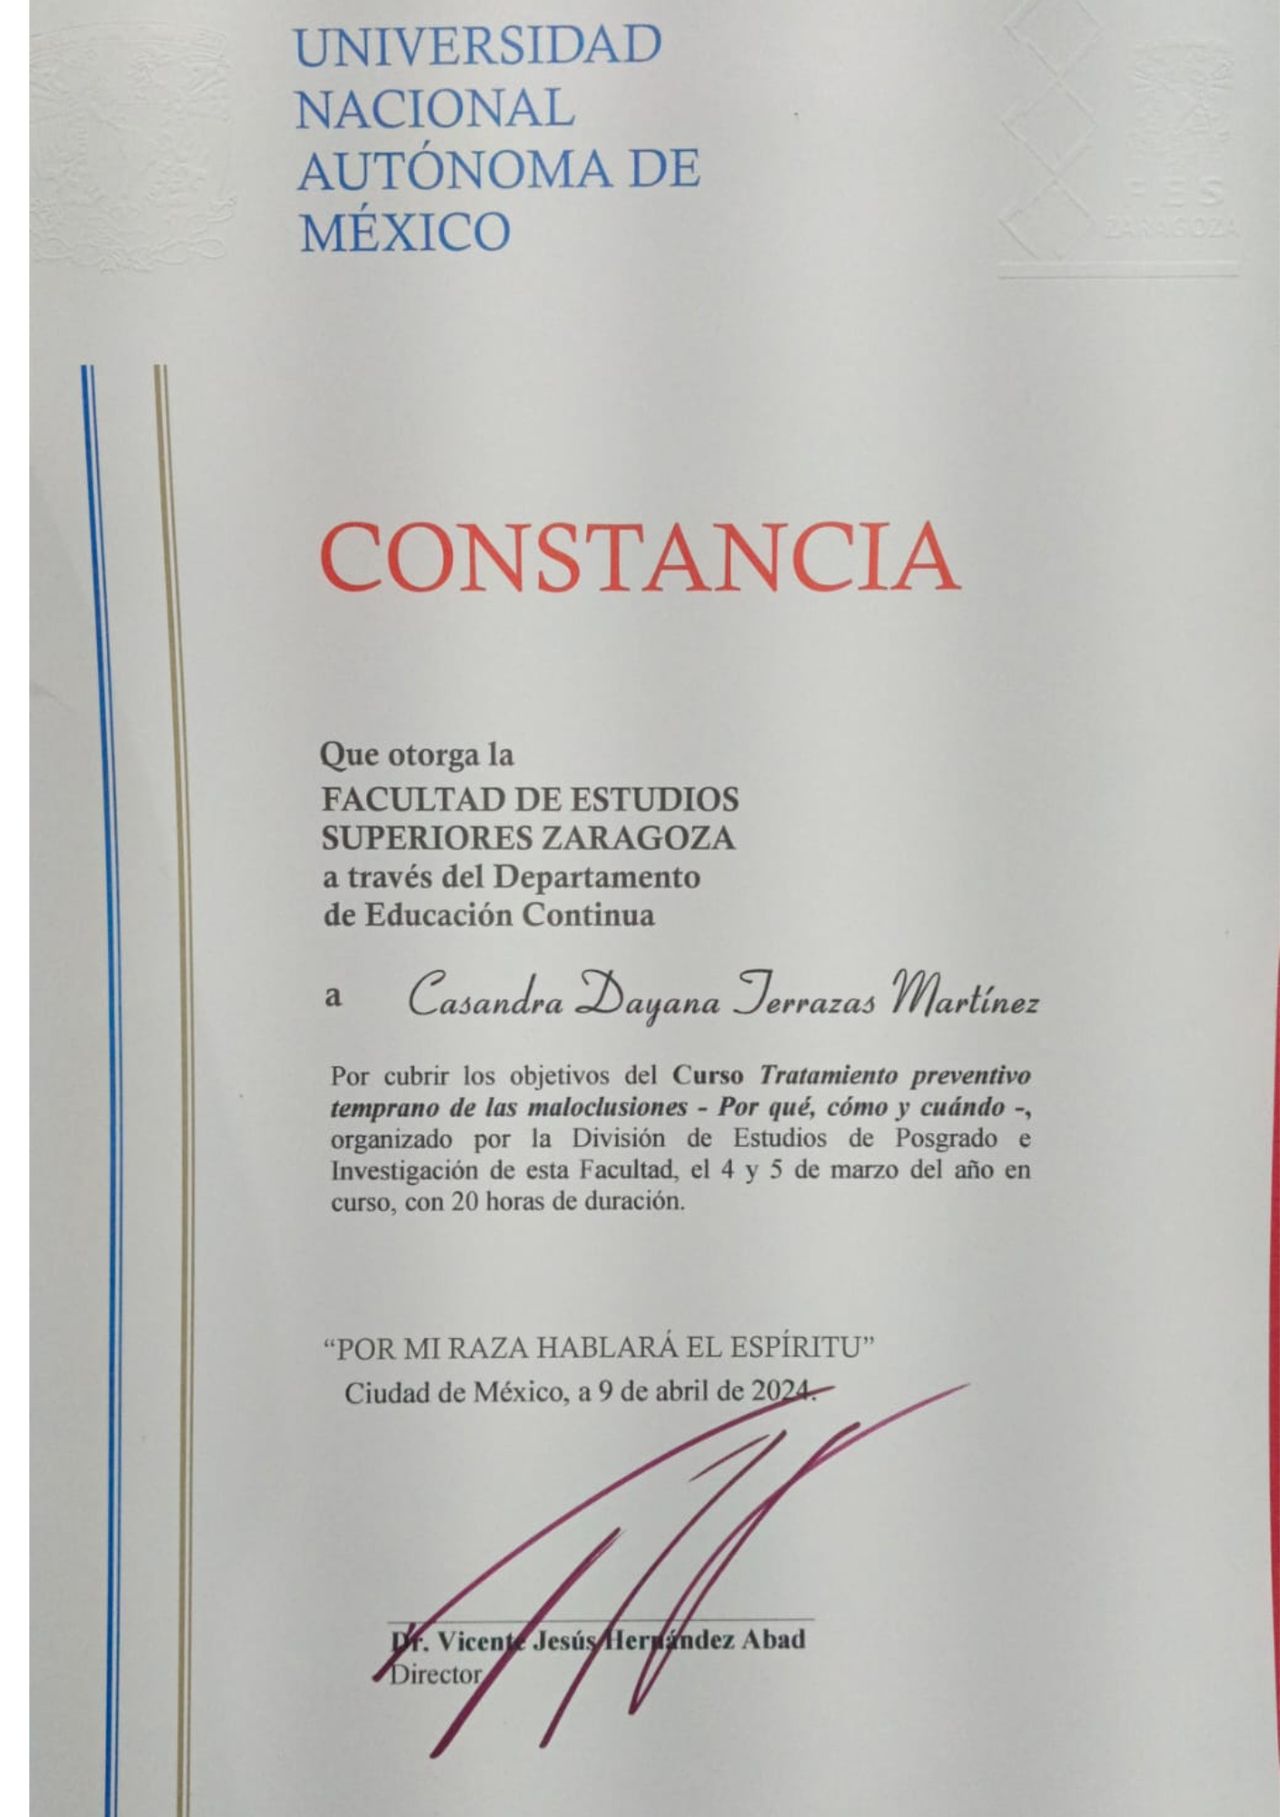 UNIVERSIDAD
NACIONAL
AUTÓNOMA DE
MÉXICO
FES
ZARAGOZA
CONSTANCIA
Que otorga la
FACULTAD DE ESTUDIOS
SUPERIORES ZARAGOZA
a través del Departamento
de Educación Continua
a Casandra Dayana Terrazas Martínez
Por cubrir los objetivos del Curso Tratamiento preventivo
temprano de las maloclusiones - Por qué, cómo y cuándo -,
organizado por la División de Estudios de Posgrado e
Investigación de esta Facultad, el 4 y 5 de marzo del año en
curso, con 20 horas de duración.
“POR MI RAZA HABLARÁ EL ESPÍRITU”
Ciudad de México, a 9 de abril de 2024.
Dr. Vicente Jesús Hernández Abad
Director